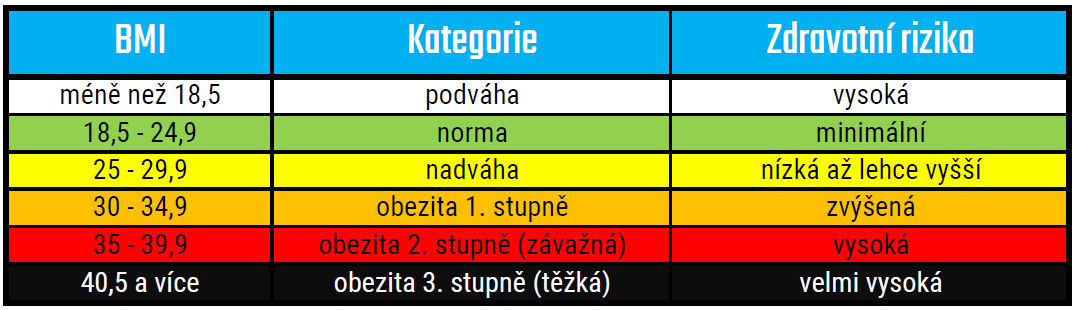 BMI Kategorie Zdravotní rizika
méně než 18,5 podváha vysoká
18,5 - 24,9 norma minimální
25 - 29,9 nadváha nízká až lehce vyšší
30 - 34,9 obezita 1. stupně zvýšená
35 - 39,9 obezita 2. stupně (závažná) vysoká
40,5 a více obezita 3. stupně (těžká) velmi vysoká